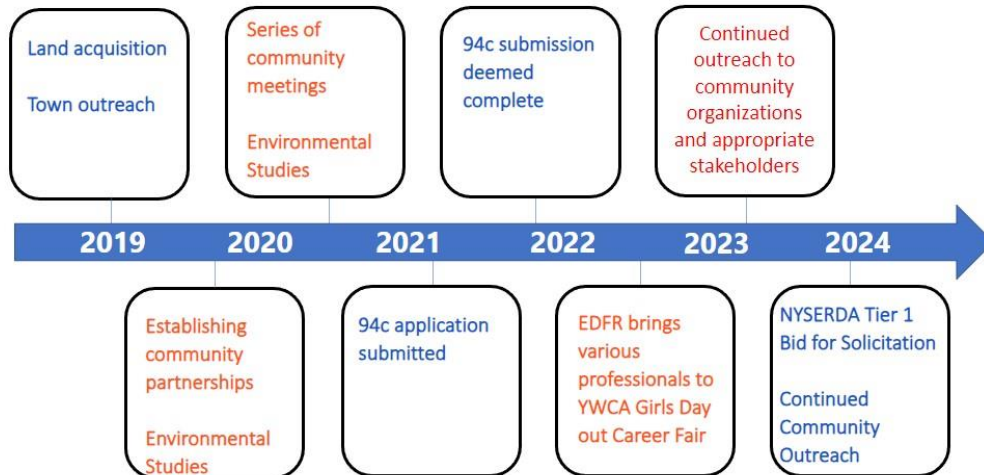 Land acquisition
Town outreach
Series of
community
meetings
Environmental
Studies
94c submission
deemed
complete
Continued
outreach to
community
organizations
and appropriate
stakeholders
2019
2020
2021
2022
2023
2024
Establishing
community
partnerships
Environmental
Studies
94c application
submitted
EDFR brings
various
professionals to
YWCA Girls Day
out Career Fair
NYSERDA Tier 1
Bid for Solicitation
Continued
Community
Outreach